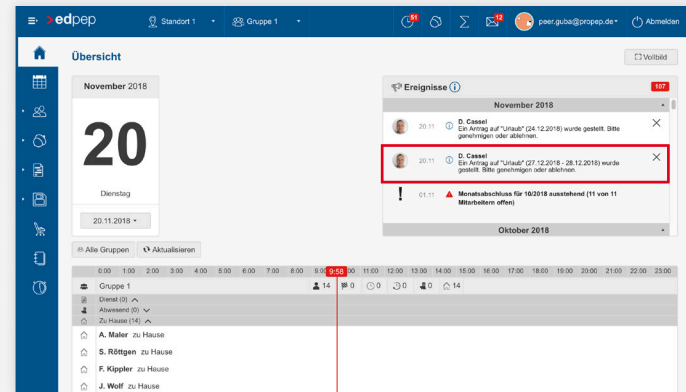 edpep
Standort 1
Gruppe 1
51
12
peer.guba@propep.de
Abmelden
Übersicht
Vollbild
November 2018
20
Dienstag
20.11.2018
Ereignisse
107
November 2018
20.11
D. Cassel
Ein Antrag auf "Urlaub" (24.12.2018) wurde gestellt. Bitte
genehmigen oder ablehnen.
20.11
D. Cassel
Ein Antrag auf "Urlaub" (27.12.2018 - 28.12.2018) wurde
gestellt. Bitte genehmigen oder ablehnen.
01.11
Monatsabschluss für 10/2018 ausstehend (11 von 11
Mitarbeitern offen)
Oktober 2018
Alle Gruppen
Aktualisieren
0:00 1:00 2:00 3:00 4:00 5:00 6:00 7:00 8:00 9:58 11:00 12:00 13:00 14:00 15:00 16:00 17:00 18:00 19:00 20:00 21:00 22:00 23:00
Gruppe 1 14 0 0 0 0 14
Dienst (0)
Abwesend (0)
Zu Hause (14)
A. Maler zu Hause
S. Röttgen zu Hause
F. Kippler zu Hause
J. Wolf zu Hause